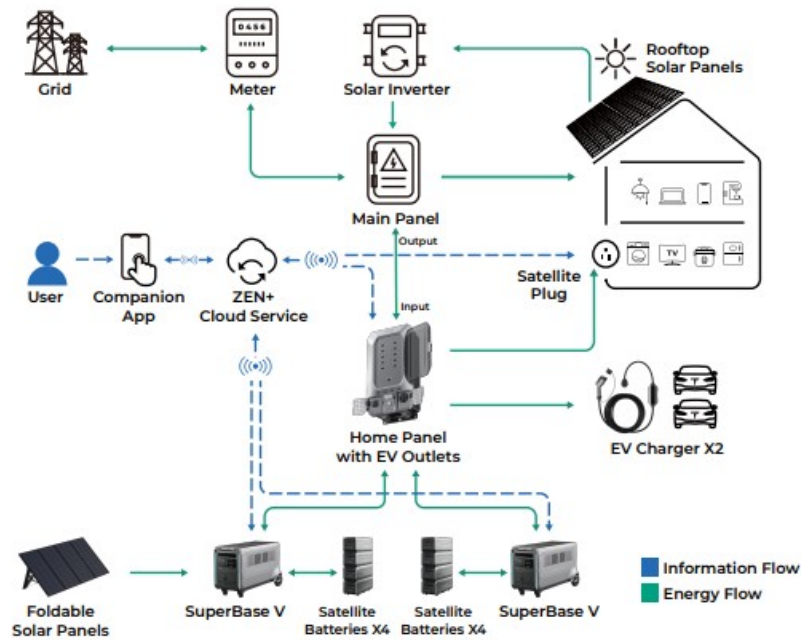 0456
Grid
Meter
Solar Inverter
Rooftop
Solar Panels
Main Panel
Output
TV
User
Companion
App
ZEN+
Cloud Service
Satellite
Plug
Input
Home Panel
with EV Outlets
EV Charger X2
Foldable
Solar Panels
SuperBase V
Satellite
Batteries X4
Satellite
Batteries X4
SuperBase V
Information Flow
Energy Flow